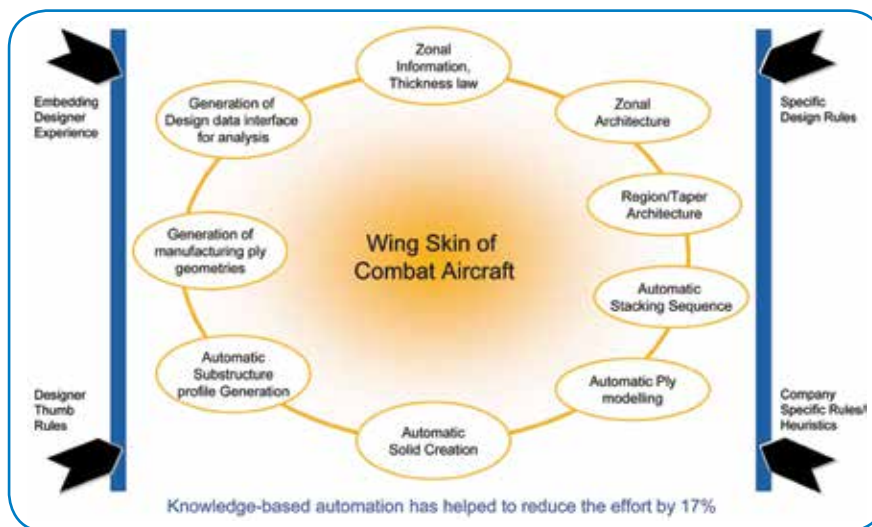 Zonal
Information,
Thickness law
Generation of
Design data interface
for analysis
Zonal
Architecture
Embedding
Designer
Experience
Specific
Design Rules
Region/Taper
Architecture
Generation of
manufacturing ply
geometries
Wing Skin of
Combat Aircraft
Automatic
Stacking Sequence
Automatic
Substructure
profile Generation
Automatic Ply
modelling
Designer
Thumb
Rules
Company
Specific Rules/
Heuristics
Automatic
Solid Creation
Knowledge-based automation has helped to reduce the effort by 17%